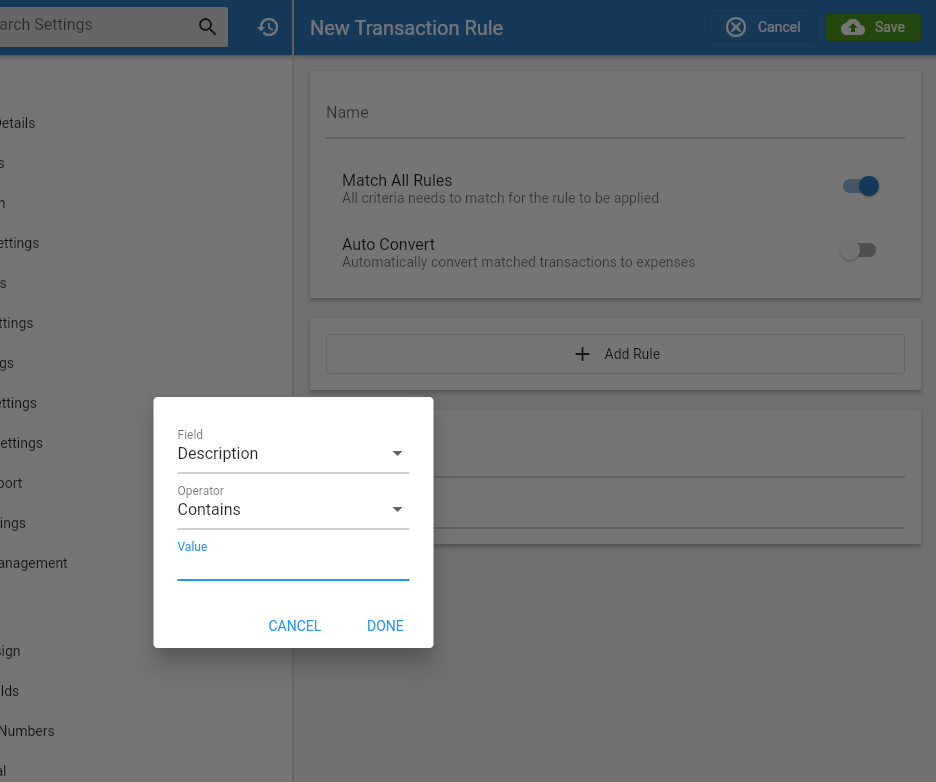 arch Settings
New Transaction Rule
Cancel
Save
Details
s
n
ettings
s
ttings
gs
ettings
ettings
port
ings
anagement
sign
lds
Numbers
al
Name
Match All Rules
All criteria needs to match for the rule to be applied
Auto Convert
Automatically convert matched transactions to expenses
Add Rule
Field
Description
Operator
Contains
Value
CANCEL
DONE